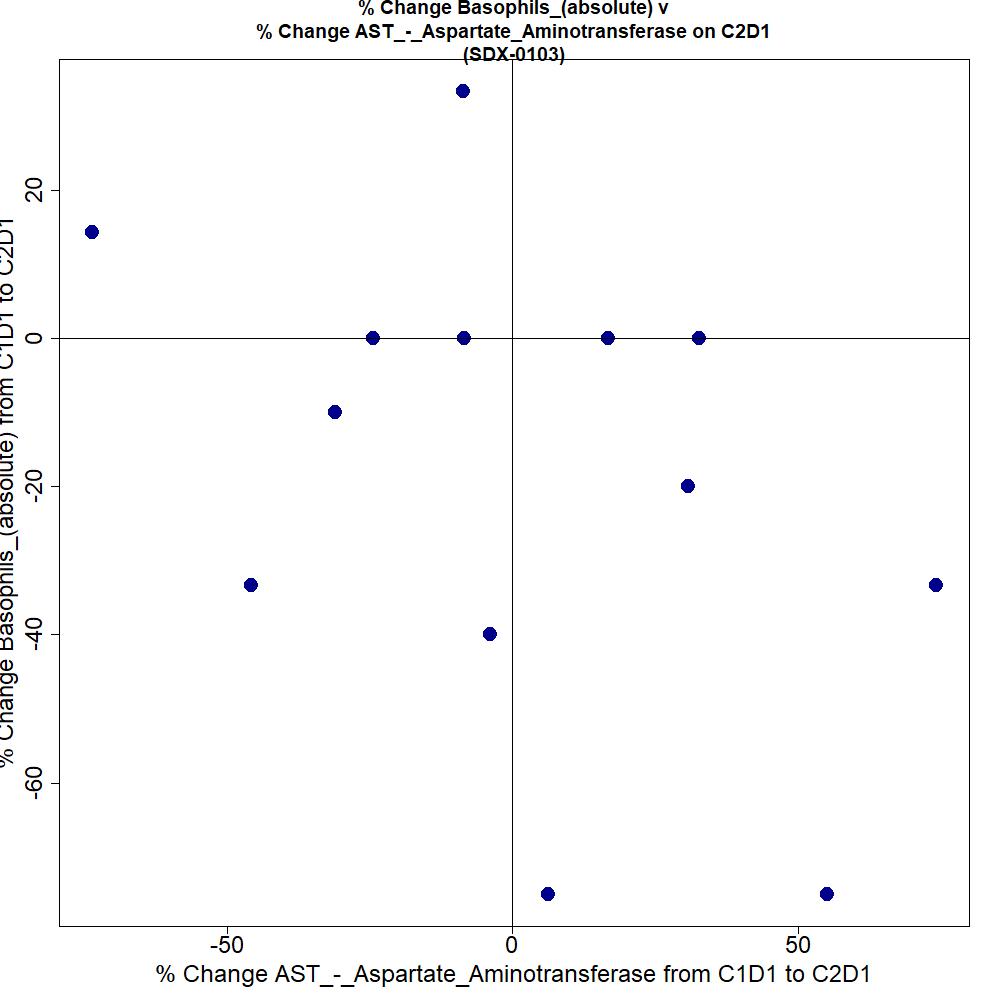 % Change Basophils_(absolute) v
% Change AST_-_Aspartate_Aminotransferase on C2D1
(SDX-0103)
% Change Basophils_(absolute) from C1D1 to C2D1
20
0
-20
-40
-60
-50
0
50
% Change AST_-_Aspartate_Aminotransferase from C1D1 to C2D1